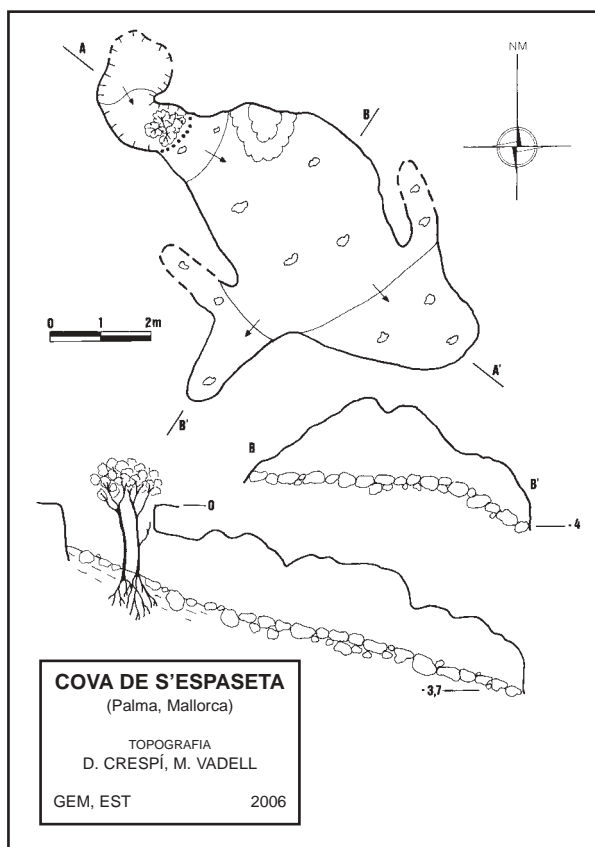 A
NM
B
0 1 2m
A'
B'
B
B'
0
- 4
- 3,7
COVA DE S'ESPASETA
(Palma, Mallorca)
TOPOGRAFIA
D. CRESPÍ, M. VADELL
GEM, EST 2006